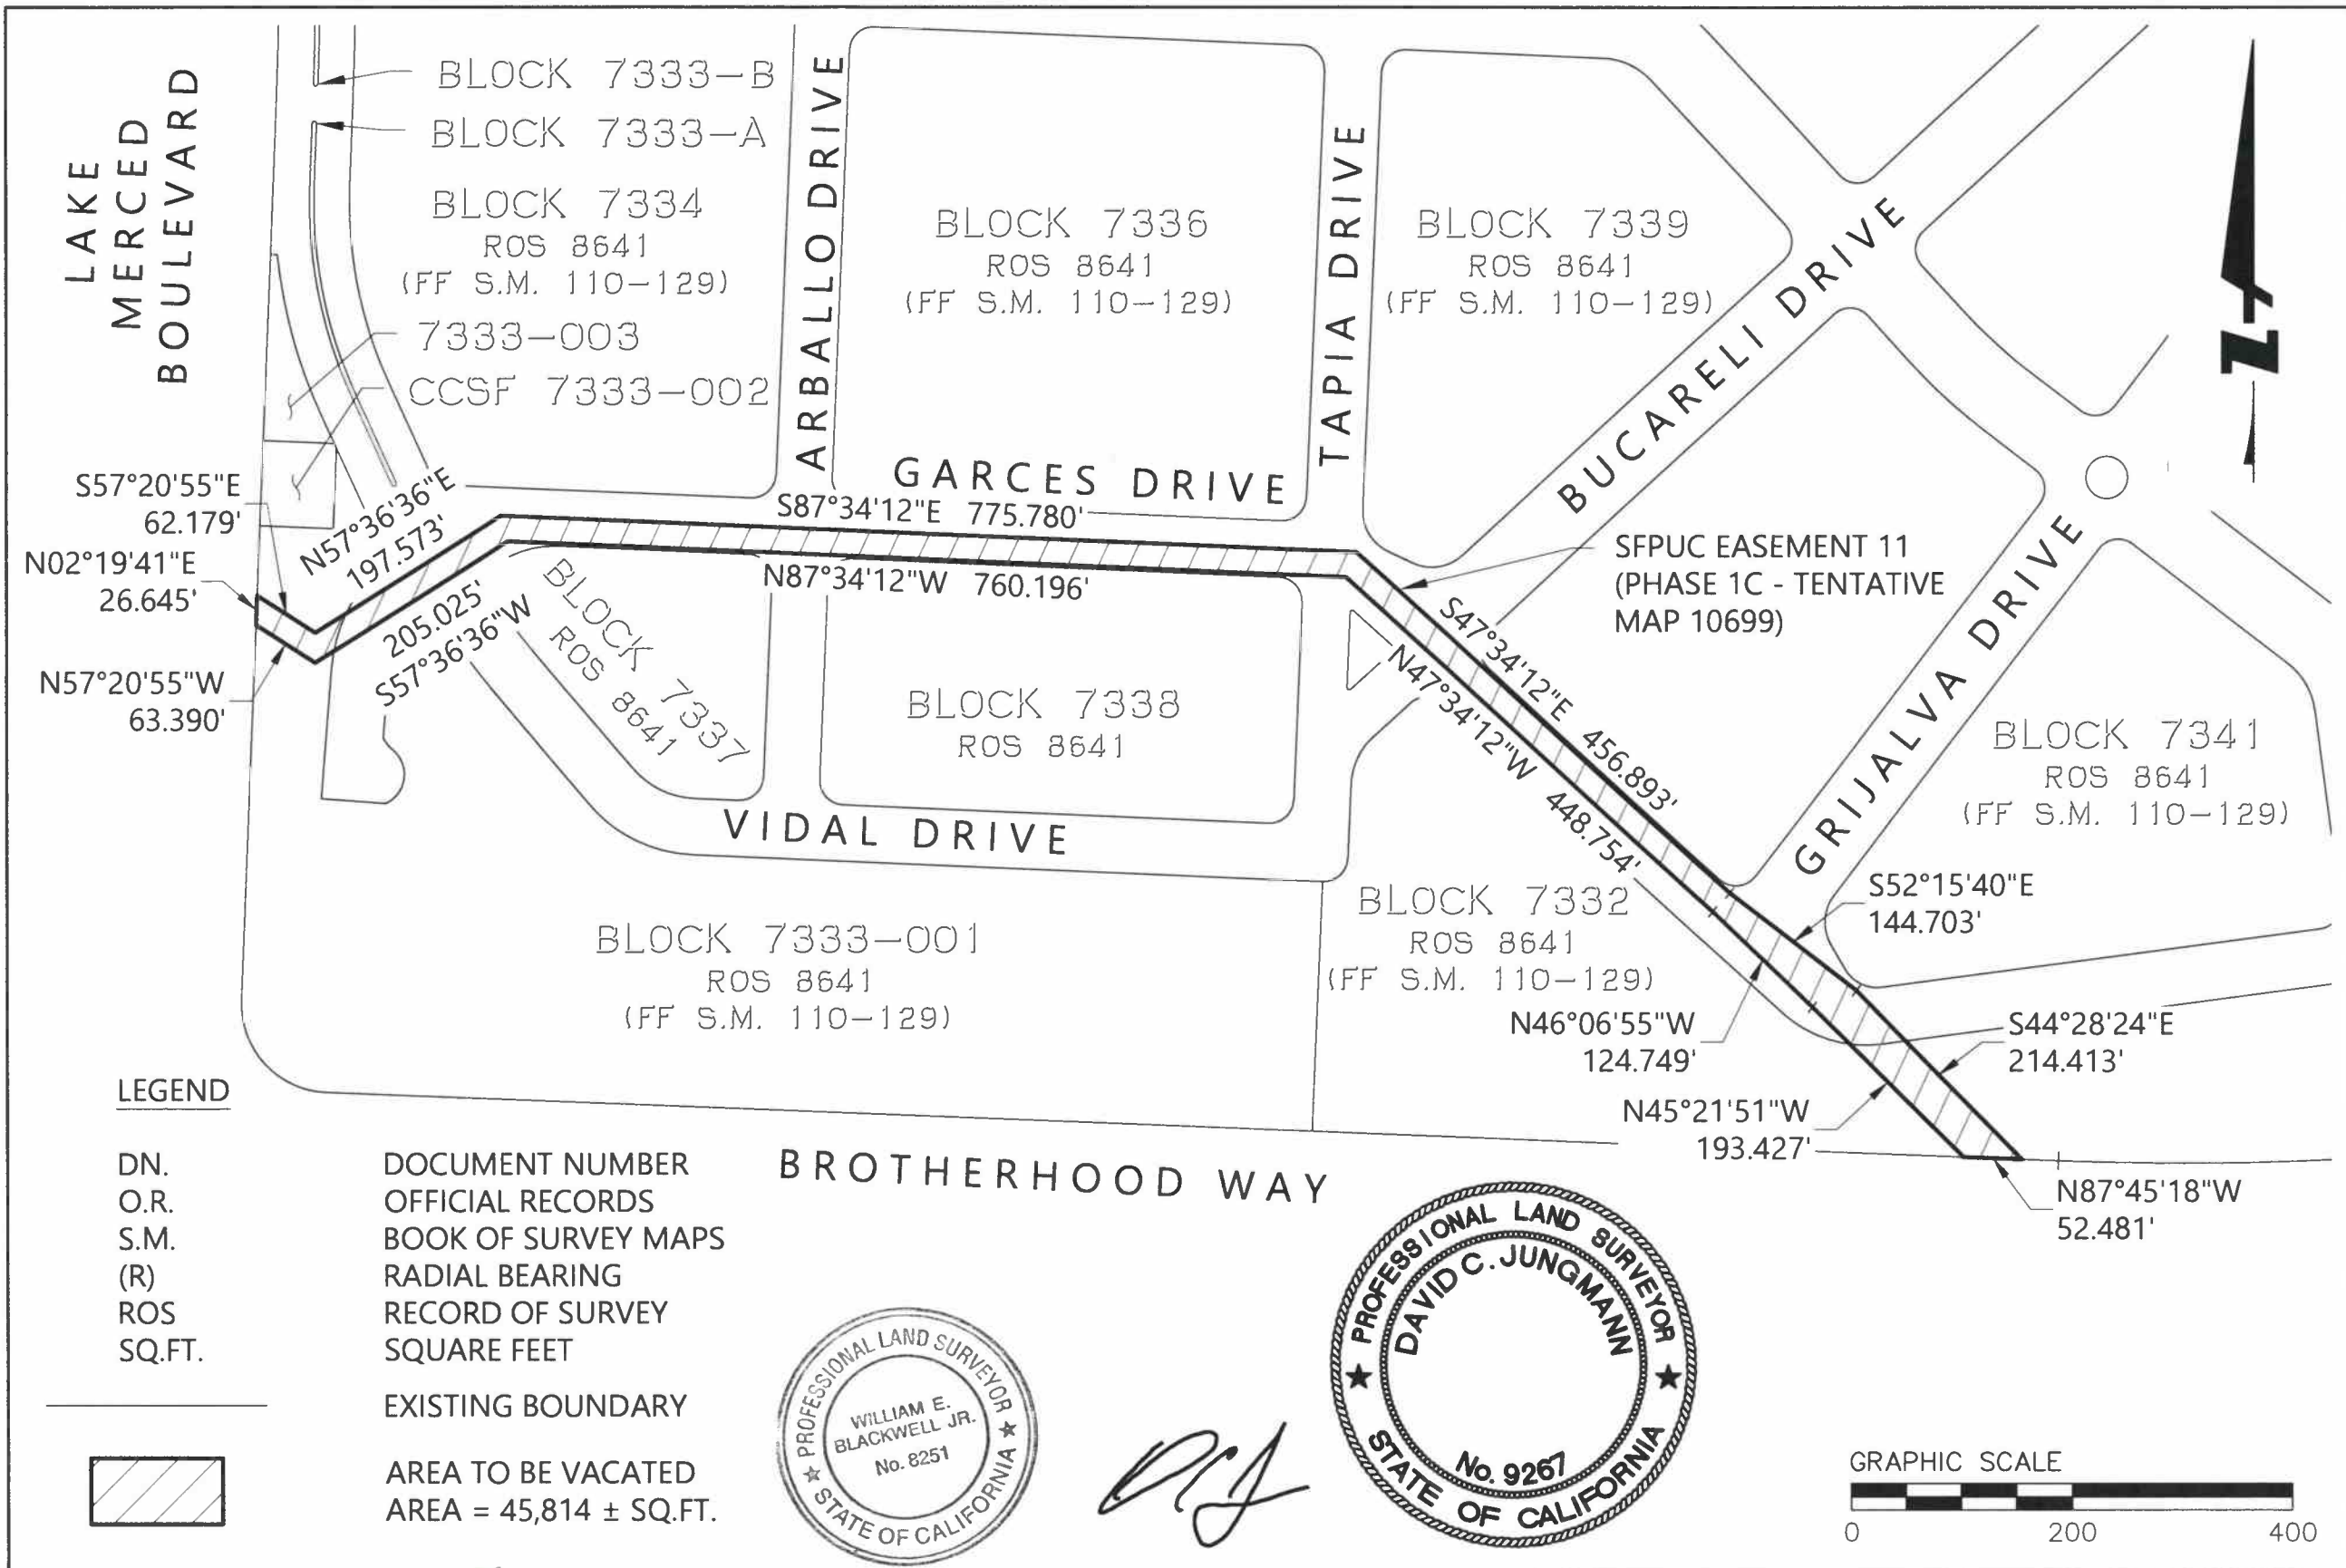 LAKE
MERCED
BOULEVARD
BLOCK 7333-B
BLOCK 7333-A
BLOCK 7334
ROS 8641
(FF S.M. 110-129)
7333-003
CCSF 7333-002
ARBALLO DRIVE
BLOCK 7336
ROS 8641
(FF S.M. 110-129)
TAPIA DRIVE
BLOCK 7339
ROS 8641
(FF S.M. 110-129)
BUCARELI DRIVE
Z
GARCES DRIVE
S57°20'55"E
62.179'
N57°36'36"E
197.573'
S87°34'12"E 775.780'
N02°19'41"E
26.645'
N87°34'12"W 760.196'
205.025'
S57°36'36"W
N57°20'55"W
63.390'
BLOCK 7337
ROS 8641
BLOCK 7338
ROS 8641
SFPUC EASEMENT 11
(PHASE 1C - TENTATIVE
MAP 10699)
S47°34'12"E 456.893'
N47°34'12"W 448.754'
GRIJALVA DRIVE
BLOCK 7341
ROS 8641
(FF S.M. 110-129)
VIDAL DRIVE
BLOCK 7333-001
ROS 8641
(FF S.M. 110-129)
BLOCK 7332
ROS 8641
(FF S.M. 110-129)
S52°15'40"E
144.703'
N46°06'55"W
124.749'
S44°28'24"E
214.413'
N45°21'51"W
193.427'
N87°45'18"W
52.481'
BROTHERHOOD WAY
LEGEND
DN. DOCUMENT NUMBER
O.R. OFFICIAL RECORDS
S.M. BOOK OF SURVEY MAPS
(R) RADIAL BEARING
ROS RECORD OF SURVEY
SQ.FT. SQUARE FEET
EXISTING BOUNDARY
AREA TO BE VACATED
AREA = 45,814 ± SQ.FT.
PROFESSIONAL LAND SURVEYOR
WILLIAM E.
BLACKWELL JR.
No. 8251
STATE OF CALIFORNIA
PROFESSIONAL LAND SURVEYOR
DAVID C. JUNGMANN
No. 9267
STATE OF CALIFORNIA
GRAPHIC SCALE
0 200 400